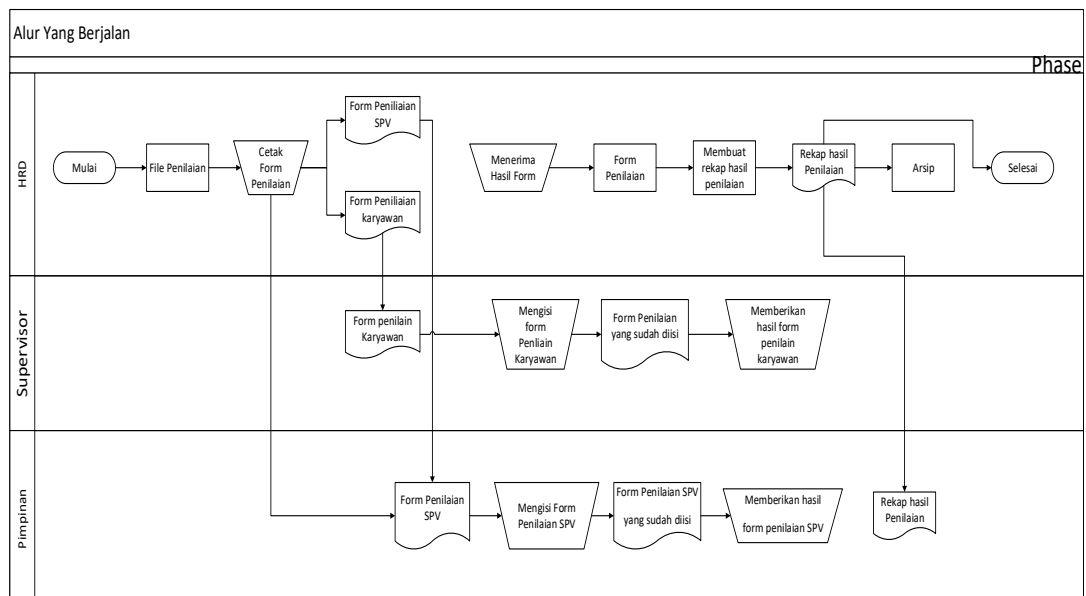 Alur Yang Berjalan
Phase
HRD
Mulai
File Penilaian
Cetak
Form
Penilaian
Form Peniliaian
SPV
Form Peniliaian
karyawan
Menerima
Hasil Form
Form
Penilaian
Membuat
rekap hasil
penilaian
Rekap hasil
Penilaian
Arsip
Selesai
Supervisor
Form penilain
Karyawan
Mengisi
form
Penliain
Karyawan
Form Penilaian
yang sudah diisi
Memberikan
hasil form
penilain
karyawan
Pimpinan
Form Penilaian
SPV
Mengisi Form
Penilaian SPV
Form Penilaian SPV
yang sudah diisi
Memberikan hasil
form penilaian SPV
Rekap hasil
Penilaian